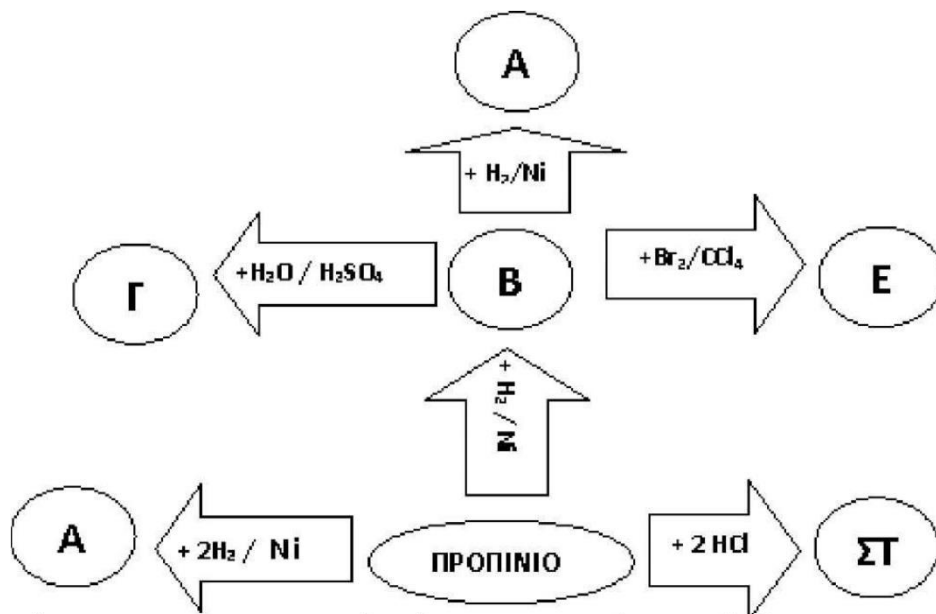 Α
+ H₂/Ni
Γ
+H₂O / H₂SO₄
Β
+Br₂/CCl₄
Ε
+ H₂ / Ni
Α
+ 2H₂ / Ni
ΠΡΟΠΙΝΙΟ
+ 2 HCl
ΣΤ